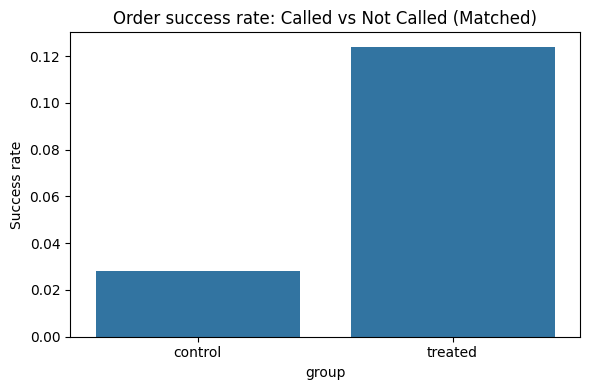 Order success rate: Called vs Not Called (Matched)
Success rate
0.12
0.10
0.08
0.06
0.04
0.02
0.00
control treated
group